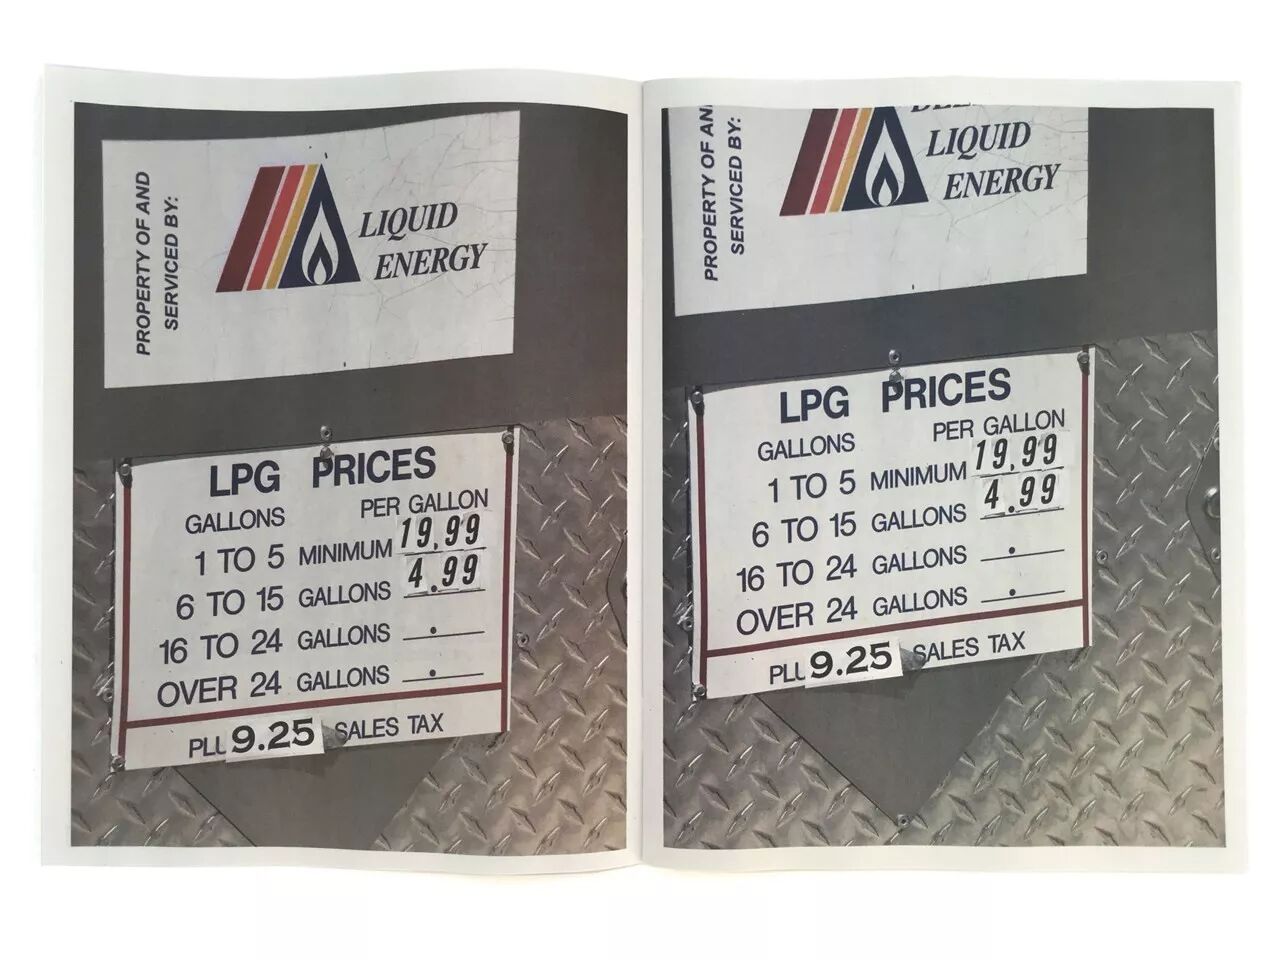 PROPERTY OF AND
SERVICED BY:
LIQUID
ENERGY
LPG PRICES
GALLONS PER GALLON
1 TO 5 MINIMUM 19.99
6 TO 15 GALLONS 4.99
16 TO 24 GALLONS _._
OVER 24 GALLONS _._
PLU 9.25 SALES TAX
PROPERTY OF AN
SERVICED BY:
LIQUID
ENERGY
LPG PRICES
GALLONS PER GALLON
1 TO 5 MINIMUM 19.99
6 TO 15 GALLONS 4.99
16 TO 24 GALLONS _._
OVER 24 GALLONS _._
PLU 9.25 SALES TAX